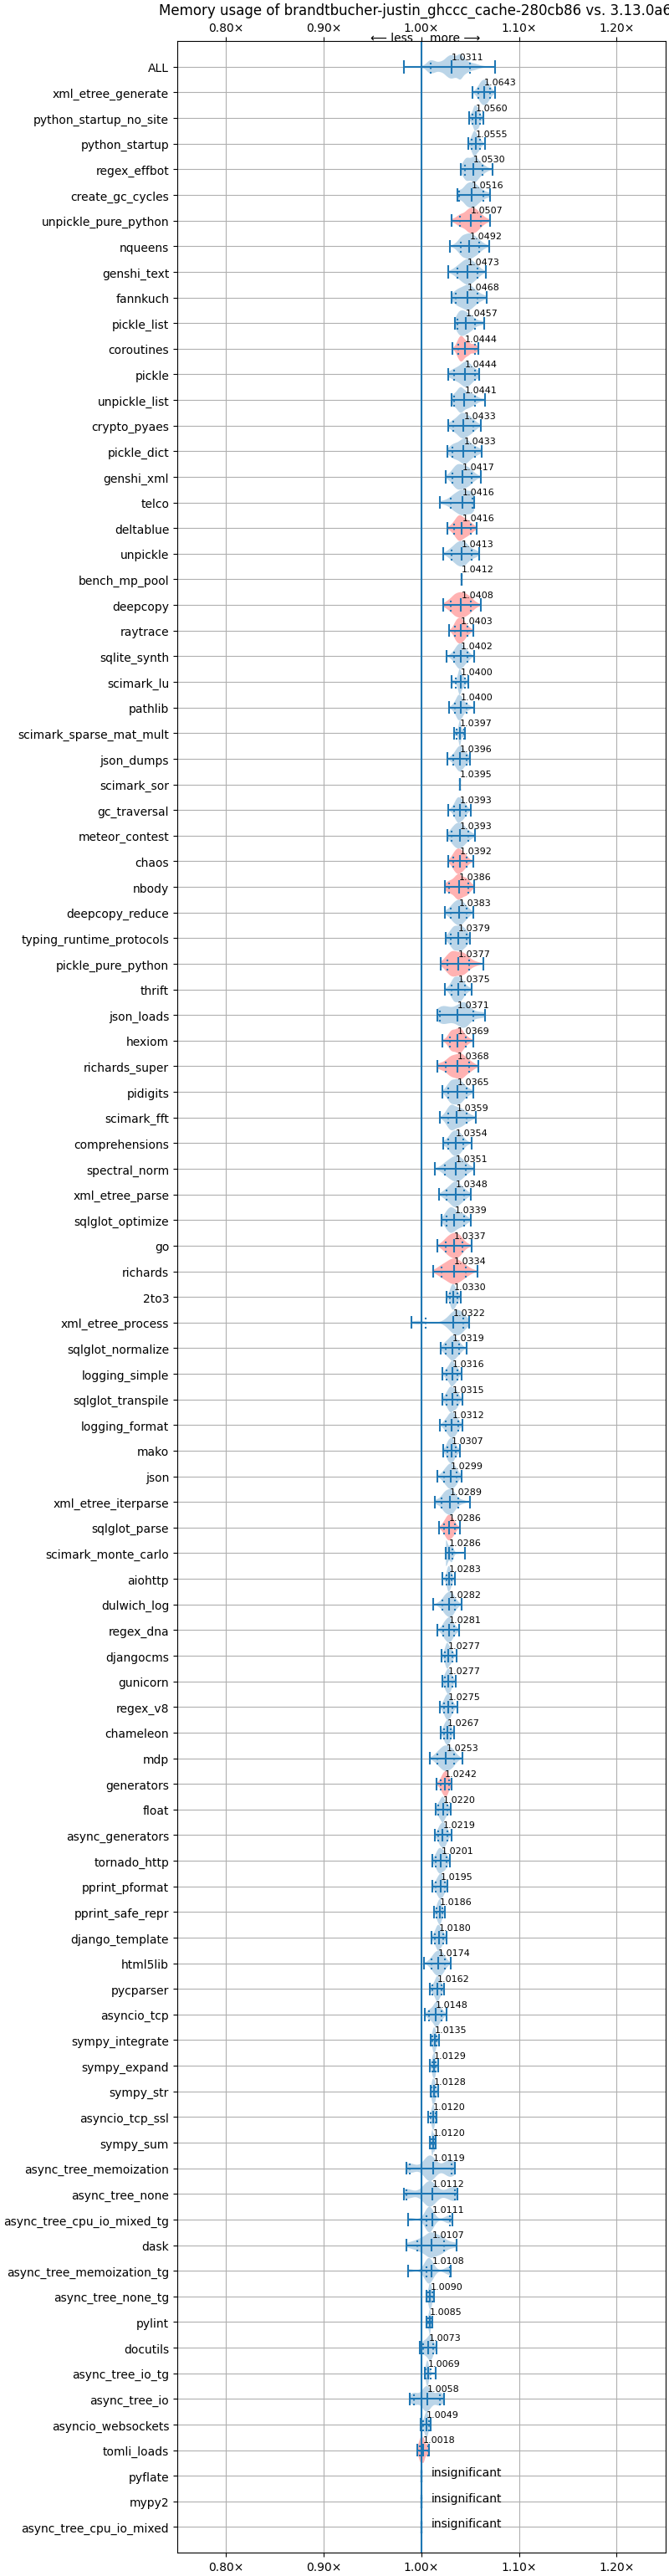 Memory usage of brandtbucher-justin_ghccc_cache-280cb86 vs. 3.13.0a6
0.80× 0.90× 1.00× 1.10× 1.20×
⟵ less more ⟶
ALL 1.0311
xml_etree_generate 1.0643
python_startup_no_site 1.0560
python_startup 1.0555
regex_effbot 1.0530
create_gc_cycles 1.0516
unpickle_pure_python 1.0507
nqueens 1.0492
genshi_text 1.0473
fannkuch 1.0468
pickle_list 1.0457
coroutines 1.0444
pickle 1.0444
unpickle_list 1.0441
crypto_pyaes 1.0433
pickle_dict 1.0433
genshi_xml 1.0417
telco 1.0416
deltablue 1.0416
unpickle 1.0413
bench_mp_pool 1.0412
deepcopy 1.0408
raytrace 1.0403
sqlite_synth 1.0402
scimark_lu 1.0400
pathlib 1.0400
scimark_sparse_mat_mult 1.0397
json_dumps 1.0396
scimark_sor 1.0395
gc_traversal 1.0393
meteor_contest 1.0393
chaos 1.0392
nbody 1.0386
deepcopy_reduce 1.0383
typing_runtime_protocols 1.0379
pickle_pure_python 1.0377
thrift 1.0375
json_loads 1.0371
hexiom 1.0369
richards_super 1.0368
pidigits 1.0365
scimark_fft 1.0359
comprehensions 1.0354
spectral_norm 1.0351
xml_etree_parse 1.0348
sqlglot_optimize 1.0339
go 1.0337
richards 1.0334
2to3 1.0330
xml_etree_process 1.0322
sqlglot_normalize 1.0319
logging_simple 1.0316
sqlglot_transpile 1.0315
logging_format 1.0312
mako 1.0307
json 1.0299
xml_etree_iterparse 1.0289
sqlglot_parse 1.0286
scimark_monte_carlo 1.0286
aiohttp 1.0283
dulwich_log 1.0282
regex_dna 1.0281
djangocms 1.0277
gunicorn 1.0277
regex_v8 1.0275
chameleon 1.0267
mdp 1.0253
generators 1.0242
float 1.0220
async_generators 1.0219
tornado_http 1.0201
pprint_pformat 1.0195
pprint_safe_repr 1.0186
django_template 1.0180
html5lib 1.0174
pycparser 1.0162
asyncio_tcp 1.0148
sympy_integrate 1.0135
sympy_expand 1.0129
sympy_str 1.0128
asyncio_tcp_ssl 1.0120
sympy_sum 1.0120
async_tree_memoization 1.0119
async_tree_none 1.0112
async_tree_cpu_io_mixed_tg 1.0111
dask 1.0107
async_tree_memoization_tg 1.0108
async_tree_none_tg 1.0090
pylint 1.0085
docutils 1.0073
async_tree_io_tg 1.0069
async_tree_io 1.0058
asyncio_websockets 1.0049
tomli_loads 1.0018
pyflate insignificant
mypy2 insignificant
async_tree_cpu_io_mixed insignificant
0.80× 0.90× 1.00× 1.10× 1.20×